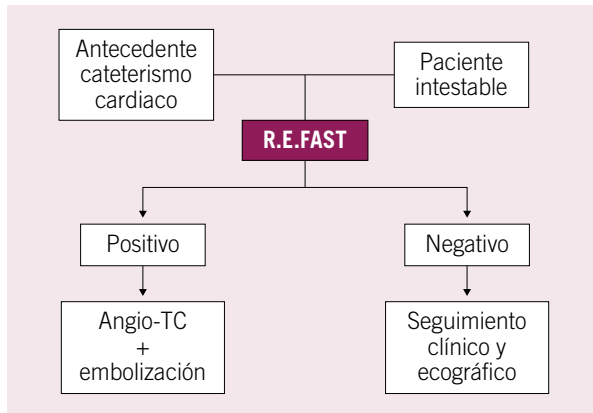 Antecedente
cateterismo
cardiaco
Paciente
intestable
R.E.FAST
Positivo
Negativo
Angio-TC
+
embolización
Seguimiento
clínico y
ecográfico